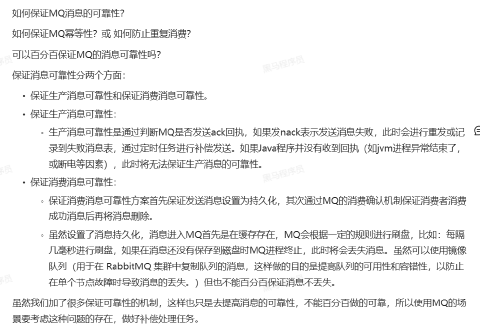 如何保证MQ消息的可靠性?
如何保证MQ幂等性? 或 如何防止重复消费?
可以百分百保证MQ的消息可靠性吗?
保证消息可靠性分两个方面:
• 保证生产消息可靠性和保证消费消息可靠性。
• 保证生产消息可靠性:
◦ 生产消息可靠性是通过判断MQ是否发送ack回执，如果发nack表示发送消息失败，此时会进行重发或记
录到失败消息表，通过定时任务进行补偿发送。如果Java程序并没有收到回执（如jvm进程异常结束了，
或断电等因素），此时将无法保证生产消息的可靠性。
• 保证消费消息可靠性:
◦ 保证消费消息可靠性方案首先保证发送消息设置为持久化，其次通过MQ的消费确认机制保证消费者消费
成功消息后再将消息删除。
◦ 虽然设置了消息持久化，消息进入MQ首先是在缓存存在，MQ会根据一定的规则进行刷盘，比如：每隔
几毫秒进行刷盘，如果在消息还没有保存到磁盘时MQ进程终止，此时将会丢失消息。虽然可以使用镜像
队列（用于在 RabbitMQ 集群中复制队列的消息，这样做的目的是提高队列的可用性和容错性，以防止
在单个节点故障时导致消息的丢失。）但也不能百分百保证消息不丢失。
虽然我们加了很多保证可靠性的机制，这样也只是去提高消息的可靠性，不能百分百做的可靠，所以使用MQ的场
景要考虑这种问题的存在，做好补偿处理任务。